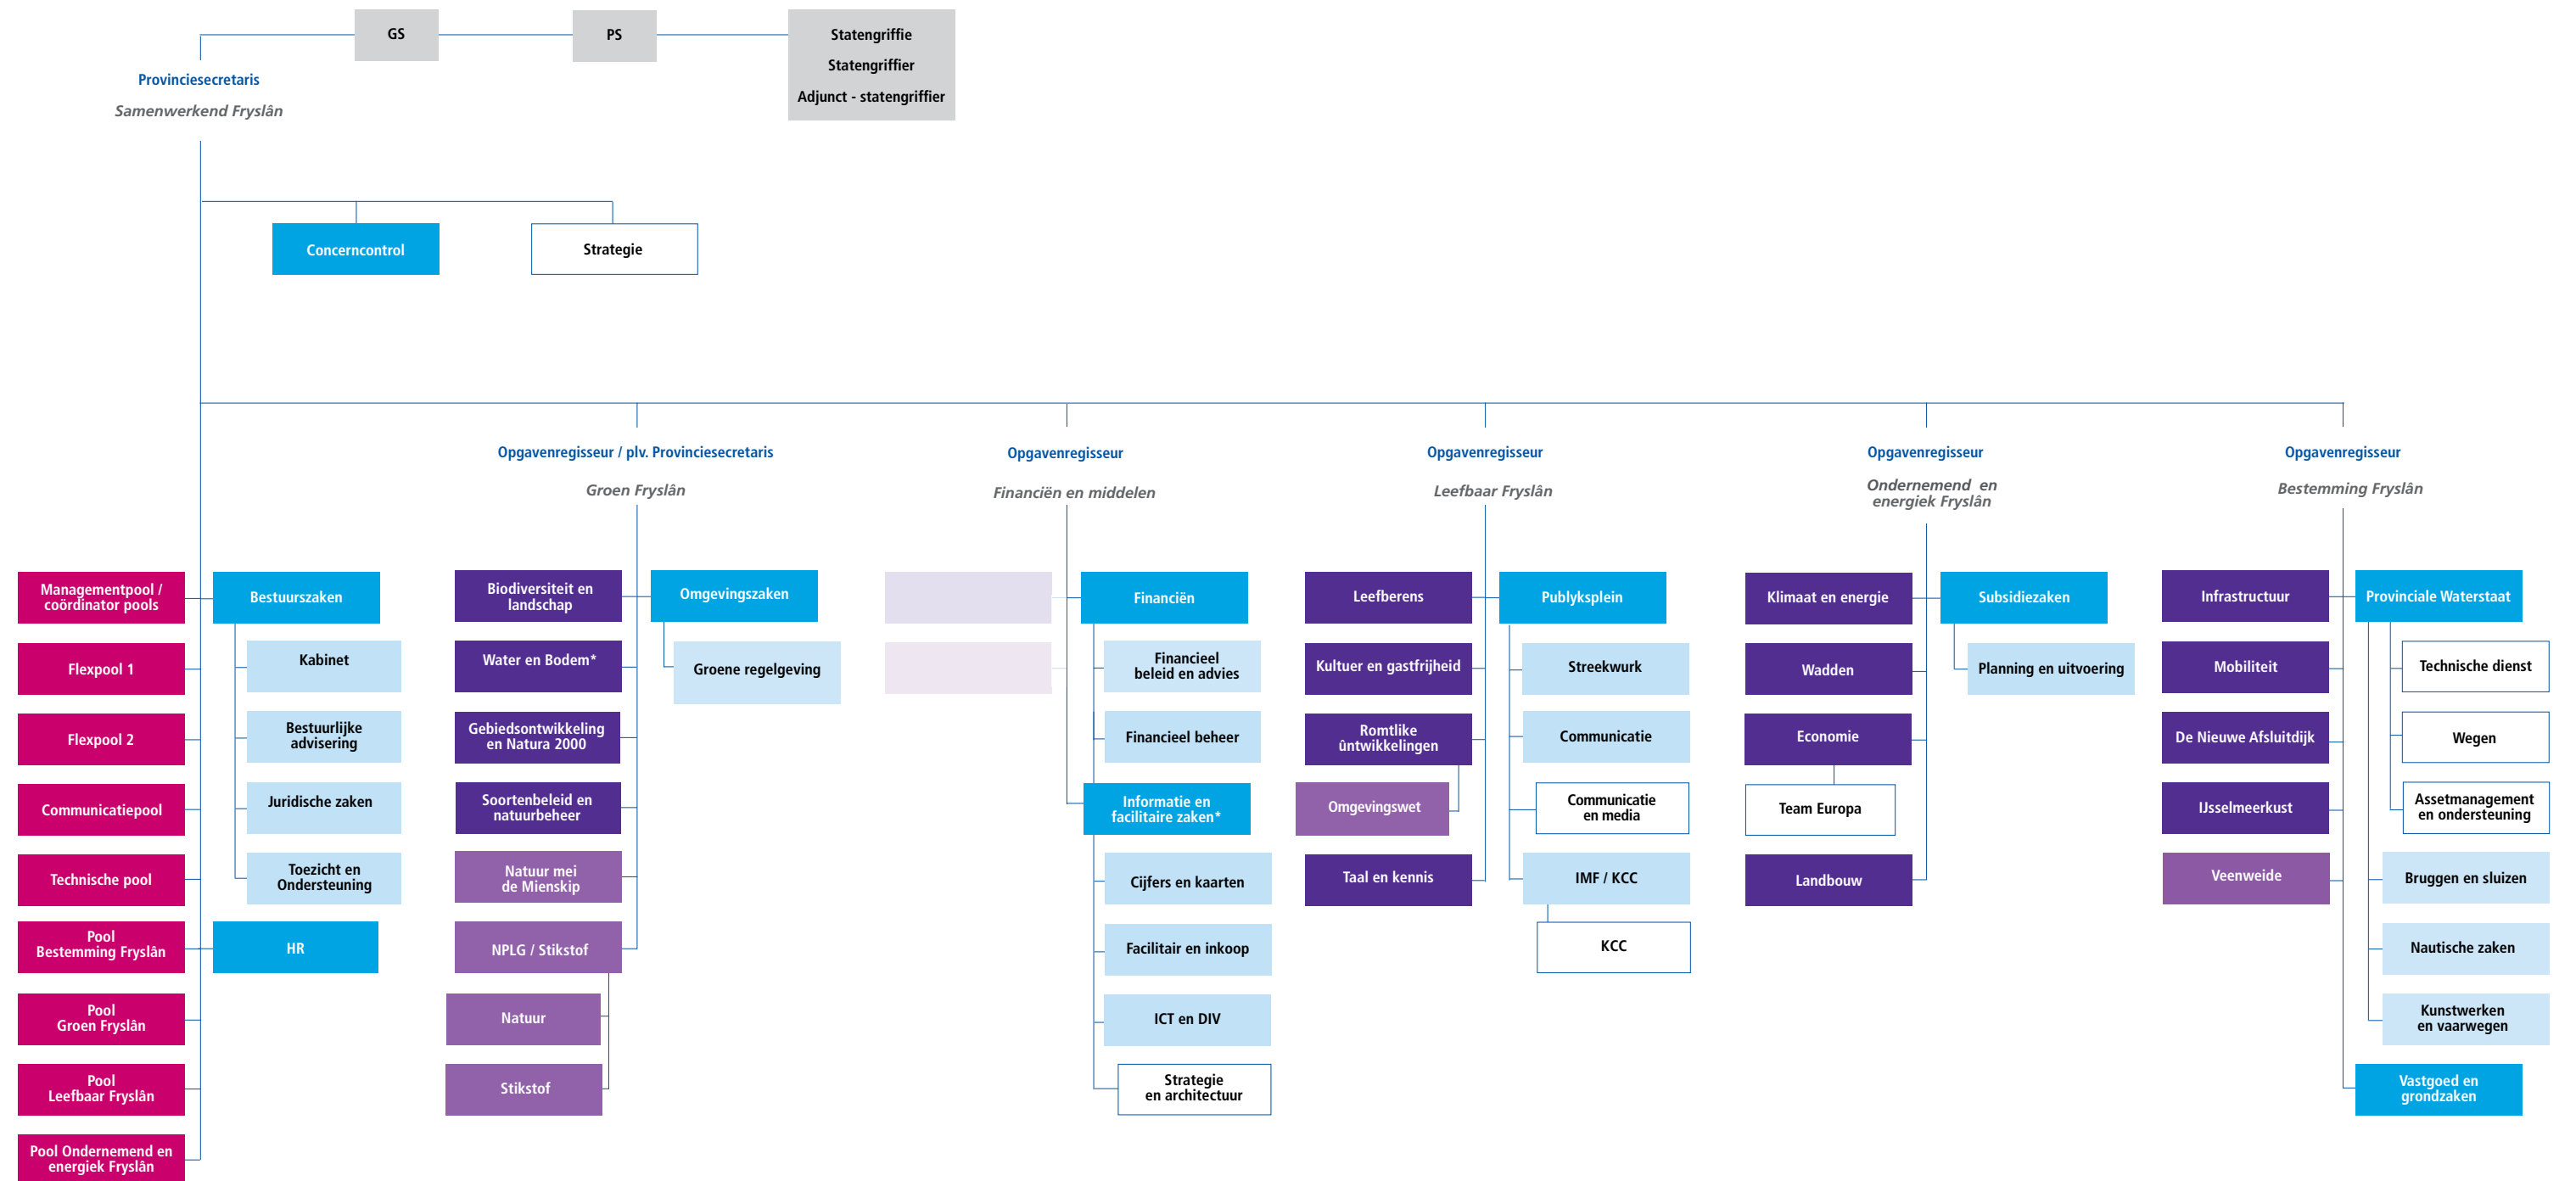 GS
PS
Statengriffie
Statengriffier
Adjunct - statengriffier
Provinciesecretaris
Samenwerkend Fryslân
Concerncontrol
Strategie
Opgavenregisseur / plv. Provinciesecretaris
Groen Fryslân
Opgavenregisseur
Financiën en middelen
Opgavenregisseur
Leefbaar Fryslân
Opgavenregisseur
Ondernemend en
energiek Fryslân
Opgavenregisseur
Bestemming Fryslân
Managementpool /
coördinator pools
Flexpool 1
Flexpool 2
Communicatiepool
Technische pool
Pool
Bestemming Fryslân
Pool
Groen Fryslân
Pool
Leefbaar Fryslân
Pool Ondernemend en
energiek Fryslân
Bestuurszaken
Kabinet
Bestuurlijke
advisering
Juridische zaken
Toezicht en
Ondersteuning
HR
Biodiversiteit en
landschap
Water en Bodem*
Gebiedsontwikkeling
en Natura 2000
Soortenbeleid en
natuurbeheer
Natuur mei
de Mienskip
NPLG / Stikstof
Natuur
Stikstof
Omgevingszaken
Groene regelgeving
Financiën
Financieel
beleid en advies
Financieel beheer
Informatie en
facilitaire zaken*
Cijfers en kaarten
Facilitair en inkoop
ICT en DIV
Strategie
en architectuur
Leefberens
Kultuer en gastfrijheid
Romtlike
ûntwikkelingen
Omgevingswet
Taal en kennis
Publyksplein
Streekwurk
Communicatie
Communicatie
en media
IMF / KCC
KCC
Klimaat en energie
Wadden
Economie
Team Europa
Landbouw
Subsidiezaken
Planning en uitvoering
Infrastructuur
Mobiliteit
De Nieuwe Afsluitdijk
IJsselmeerkust
Veenweide
Provinciale Waterstaat
Technische dienst
Wegen
Assetmanagement
en ondersteuning
Bruggen en sluizen
Nautische zaken
Kunstwerken
en vaarwegen
Vastgoed en
grondzaken